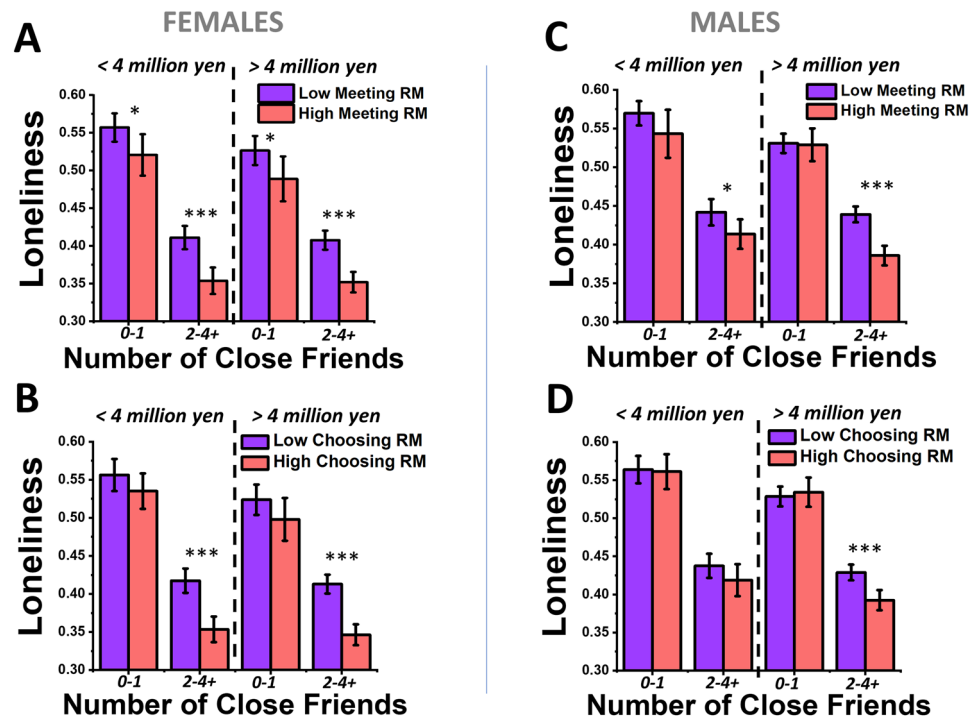 FEMALES
A
< 4 million yen
> 4 million yen
Low Meeting RM
High Meeting RM
Loneliness
0.60
0.55
0.50
0.45
0.40
0.35
0.30
*
***
*
***
0-1
2-4+
0-1
2-4+
Number of Close Friends
B
< 4 million yen
> 4 million yen
Low Choosing RM
High Choosing RM
Loneliness
0.60
0.55
0.50
0.45
0.40
0.35
0.30
***
***
0-1
2-4+
0-1
2-4+
Number of Close Friends
MALES
C
< 4 million yen
> 4 million yen
Low Meeting RM
High Meeting RM
Loneliness
0.60
0.55
0.50
0.45
0.40
0.35
0.30
*
***
0-1
2-4+
0-1
2-4+
Number of Close Friends
D
< 4 million yen
> 4 million yen
Low Choosing RM
High Choosing RM
Loneliness
0.60
0.55
0.50
0.45
0.40
0.35
0.30
***
0-1
2-4+
0-1
2-4+
Number of Close Friends